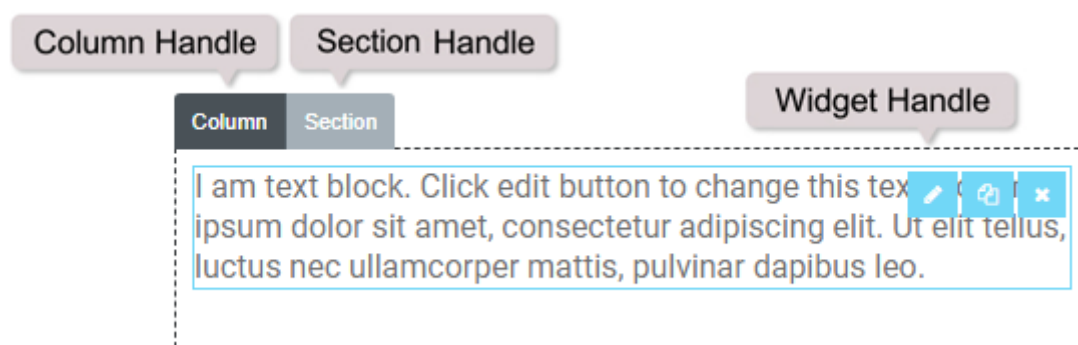 Column Handle
Section Handle
Widget Handle
Column
Section
I am text block. Click edit button to change this
ipsum dolor sit amet, consectetur adipiscing elit. Ut elit tellus,
luctus nec ullamcorper mattis, pulvinar dapibus leo.